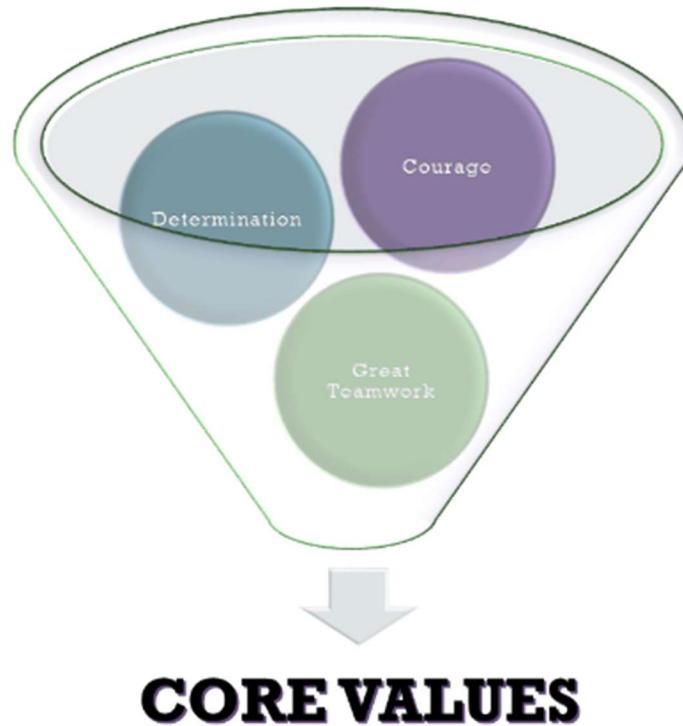 Courage
Determination
Great
Teamwork
CORE VALUES